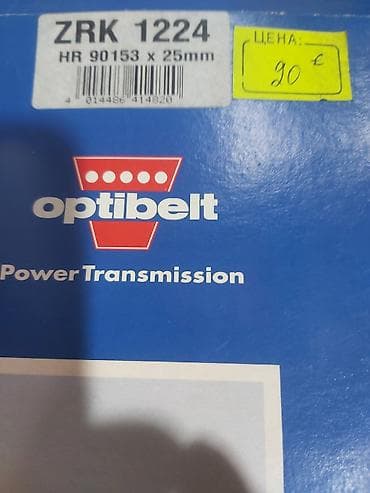 ZRK 1224
HR 90153 x 25mm
4 014486 414820
ЦЕНА:
90 €
optibelt
Power Transmission